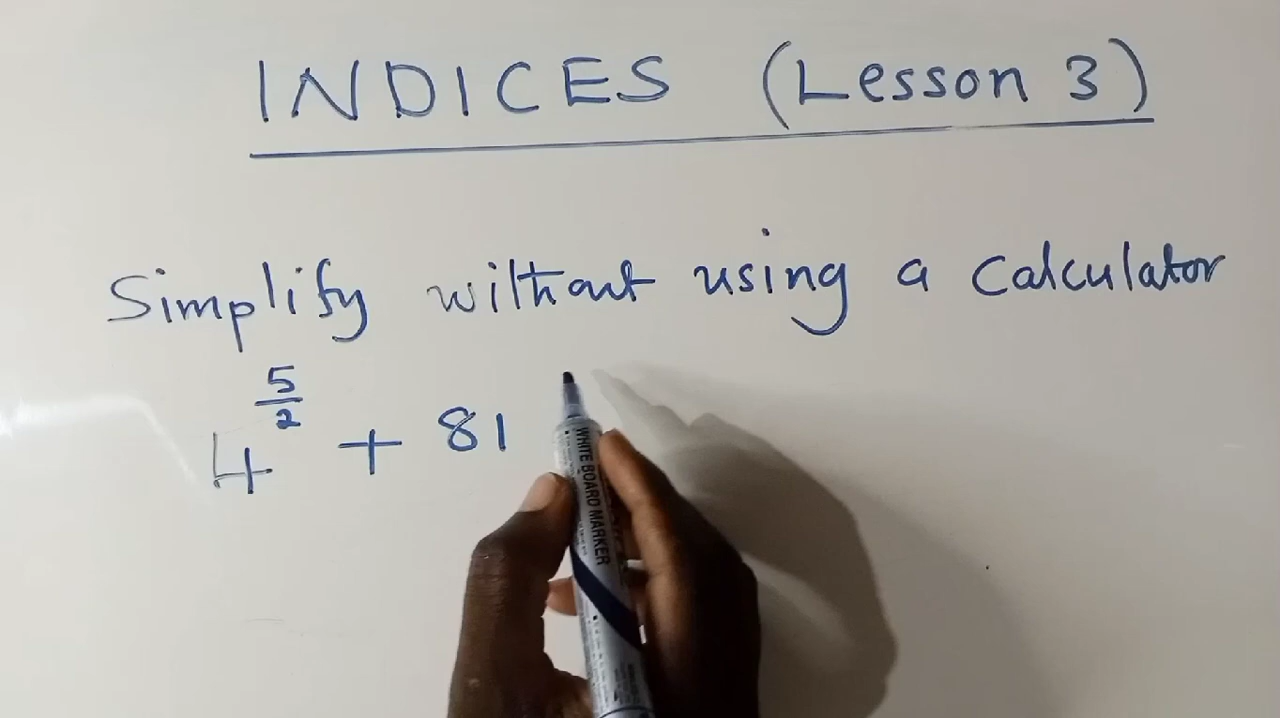 INDICES (Lesson 3)
Simplify without using a calculator
4^{5/2} + 81
WHITE BOARD MARKER